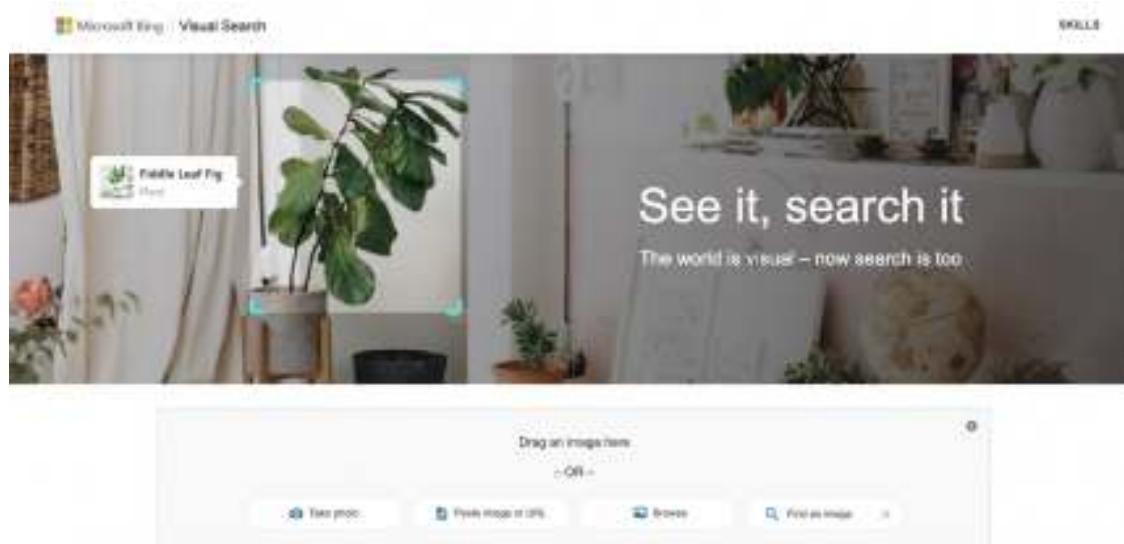 Microsoft Bing Visual Search
SKILLS
Fiddle Leaf Fig
Plant
See it, search it
The world is visual – now search is too
Drag an image here
- OR -
Take photo
Paste image or URL
Browse
Find an image